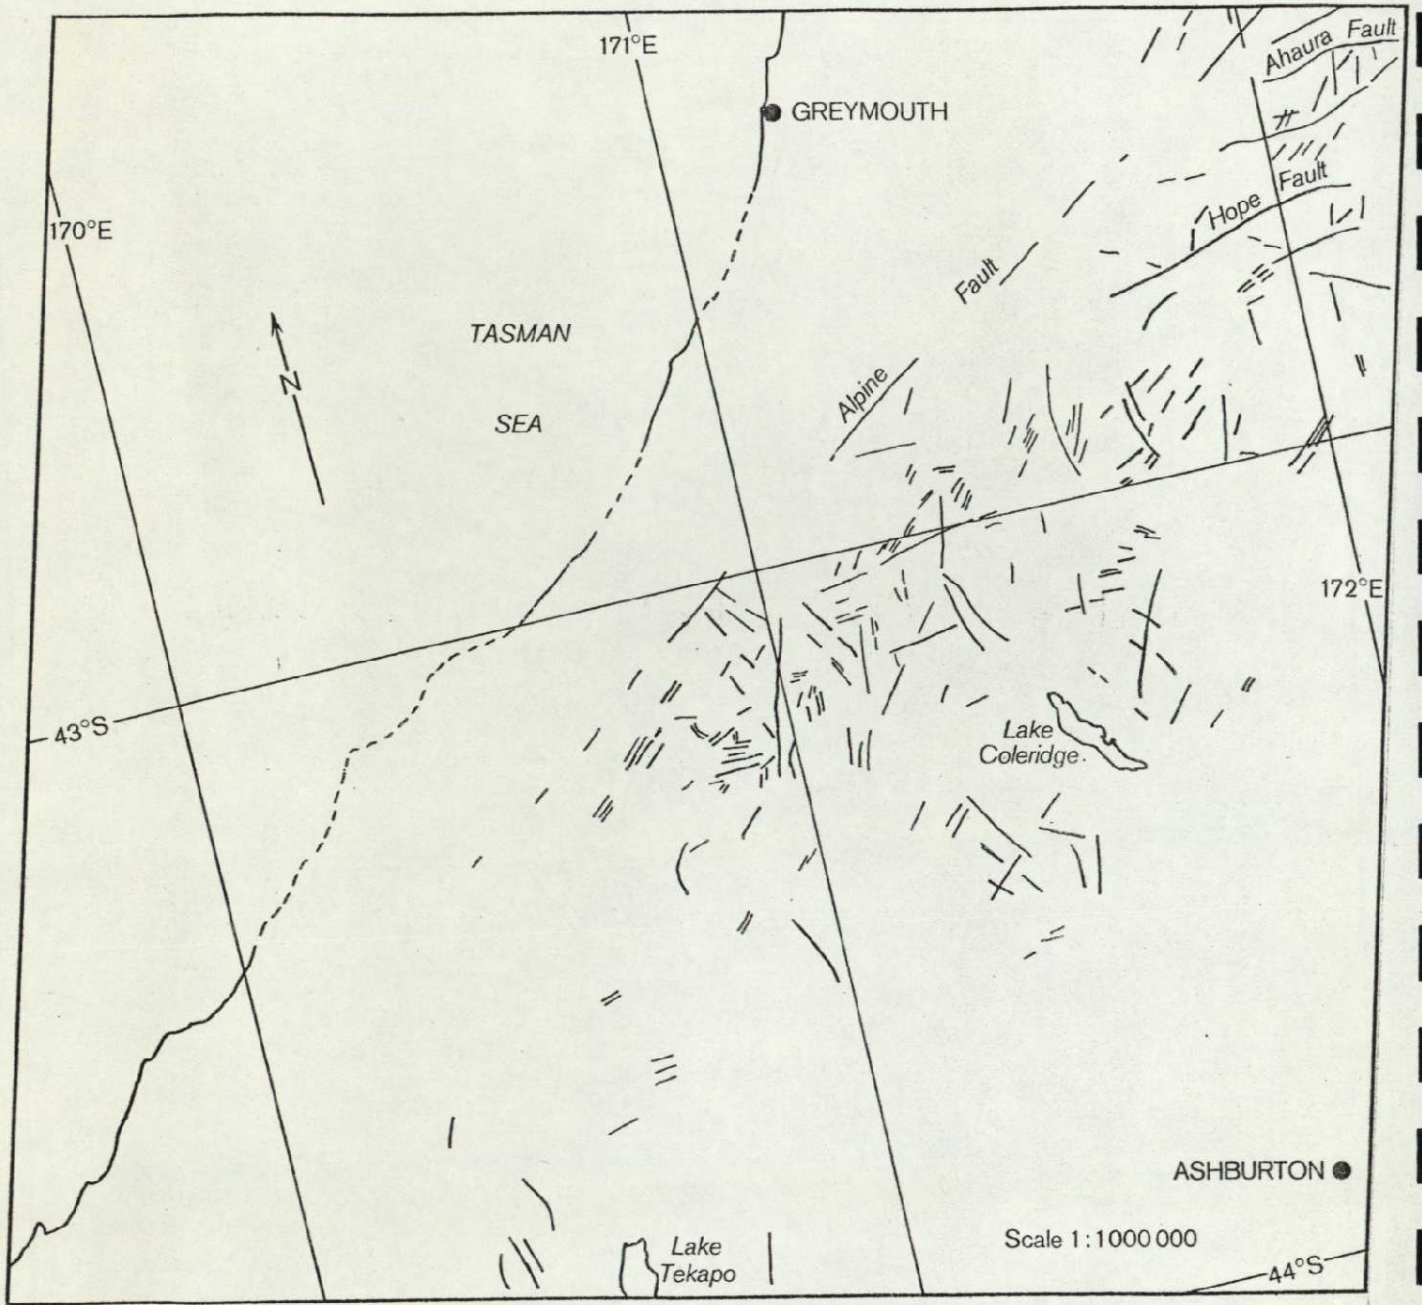 171°E
Ahaura Fault
GREYMOUTH
170°E
Hope Fault
Fault
TASMAN
SEA
N
Alpine
172°E
43°S
Lake
Coleridge
ASHBURTON
Scale 1:1000 000
Lake
Tekapo
44°S